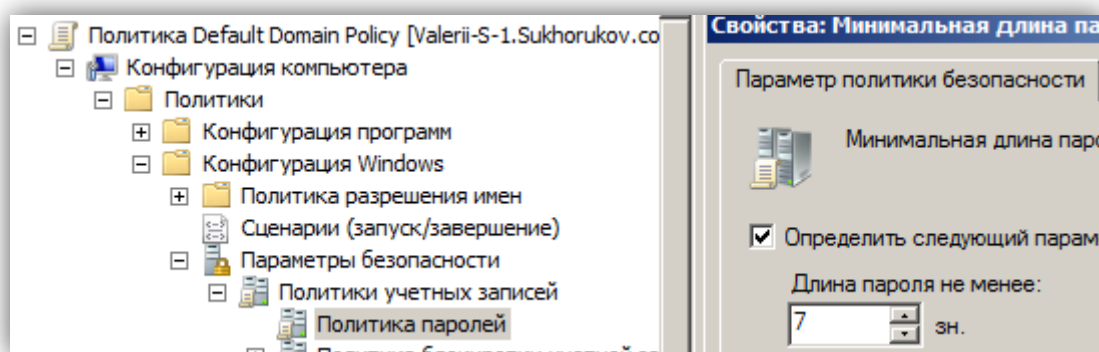 Политика Default Domain Policy [Valerii-S-1.Sukhorukov.co
Конфигурация компьютера
Политики
Конфигурация программ
Конфигурация Windows
Политика разрешения имен
Сценарии (запуск/завершение)
Параметры безопасности
Политики учетных записей
Политика паролей
Свойства: Минимальная длина па
Параметр политики безопасности
Минимальная длина паро
Определить следующий парам
Длина пароля не менее:
7 зн.